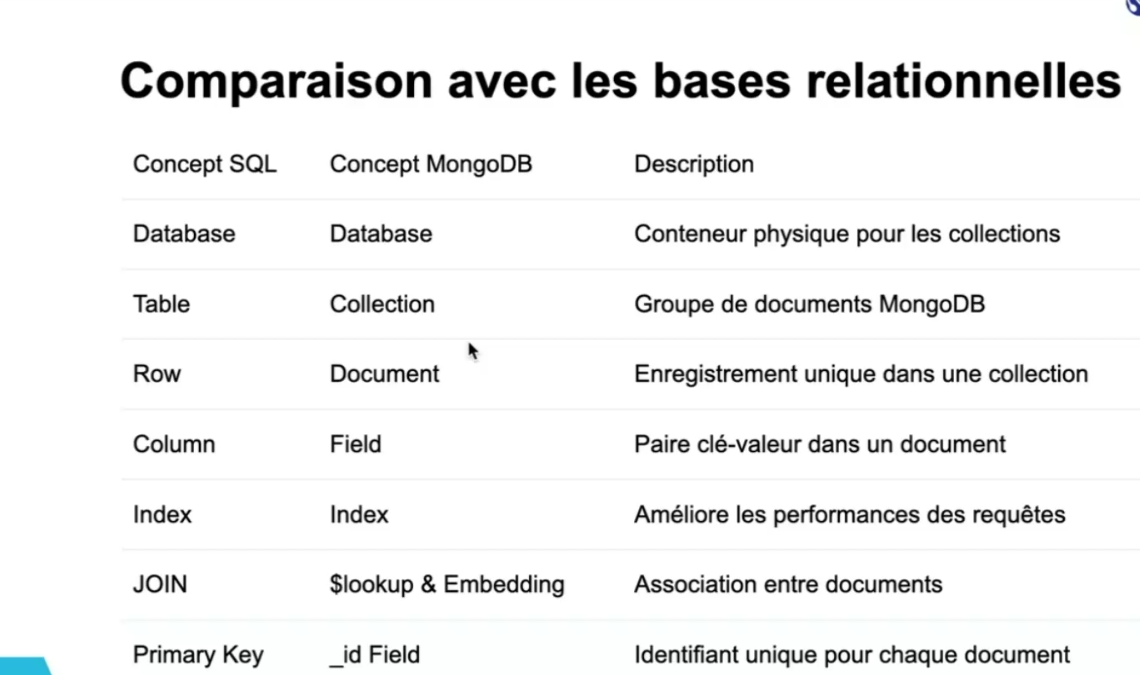 Comparaison avec les bases relationnelles
Concept SQL Concept MongoDB Description
Database Database Conteneur physique pour les collections
Table Collection Groupe de documents MongoDB
Row Document Enregistrement unique dans une collection
Column Field Paire clé-valeur dans un document
Index Index Améliore les performances des requêtes
JOIN $lookup & Embedding Association entre documents
Primary Key _id Field Identifiant unique pour chaque document